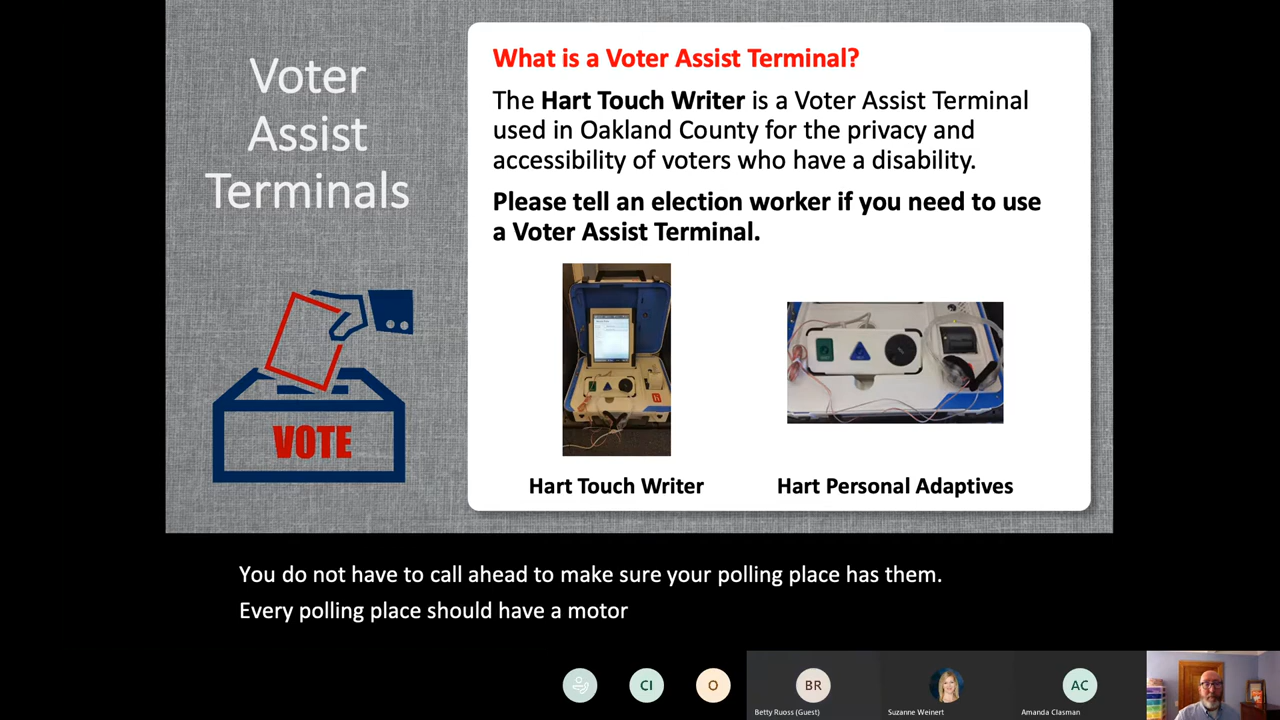 Voter
Assist
Terminals
VOTE
What is a Voter Assist Terminal?
The Hart Touch Writer is a Voter Assist Terminal
used in Oakland County for the privacy and
accessibility of voters who have a disability.
Please tell an election worker if you need to use
a Voter Assist Terminal.
Hart Touch Writer
Hart Personal Adaptives
You do not have to call ahead to make sure your polling place has them.
Every polling place should have a motor
CI
O
BR
Betty Ruoss (Guest)
Suzanne Weinert
AC
Amanda Clasman